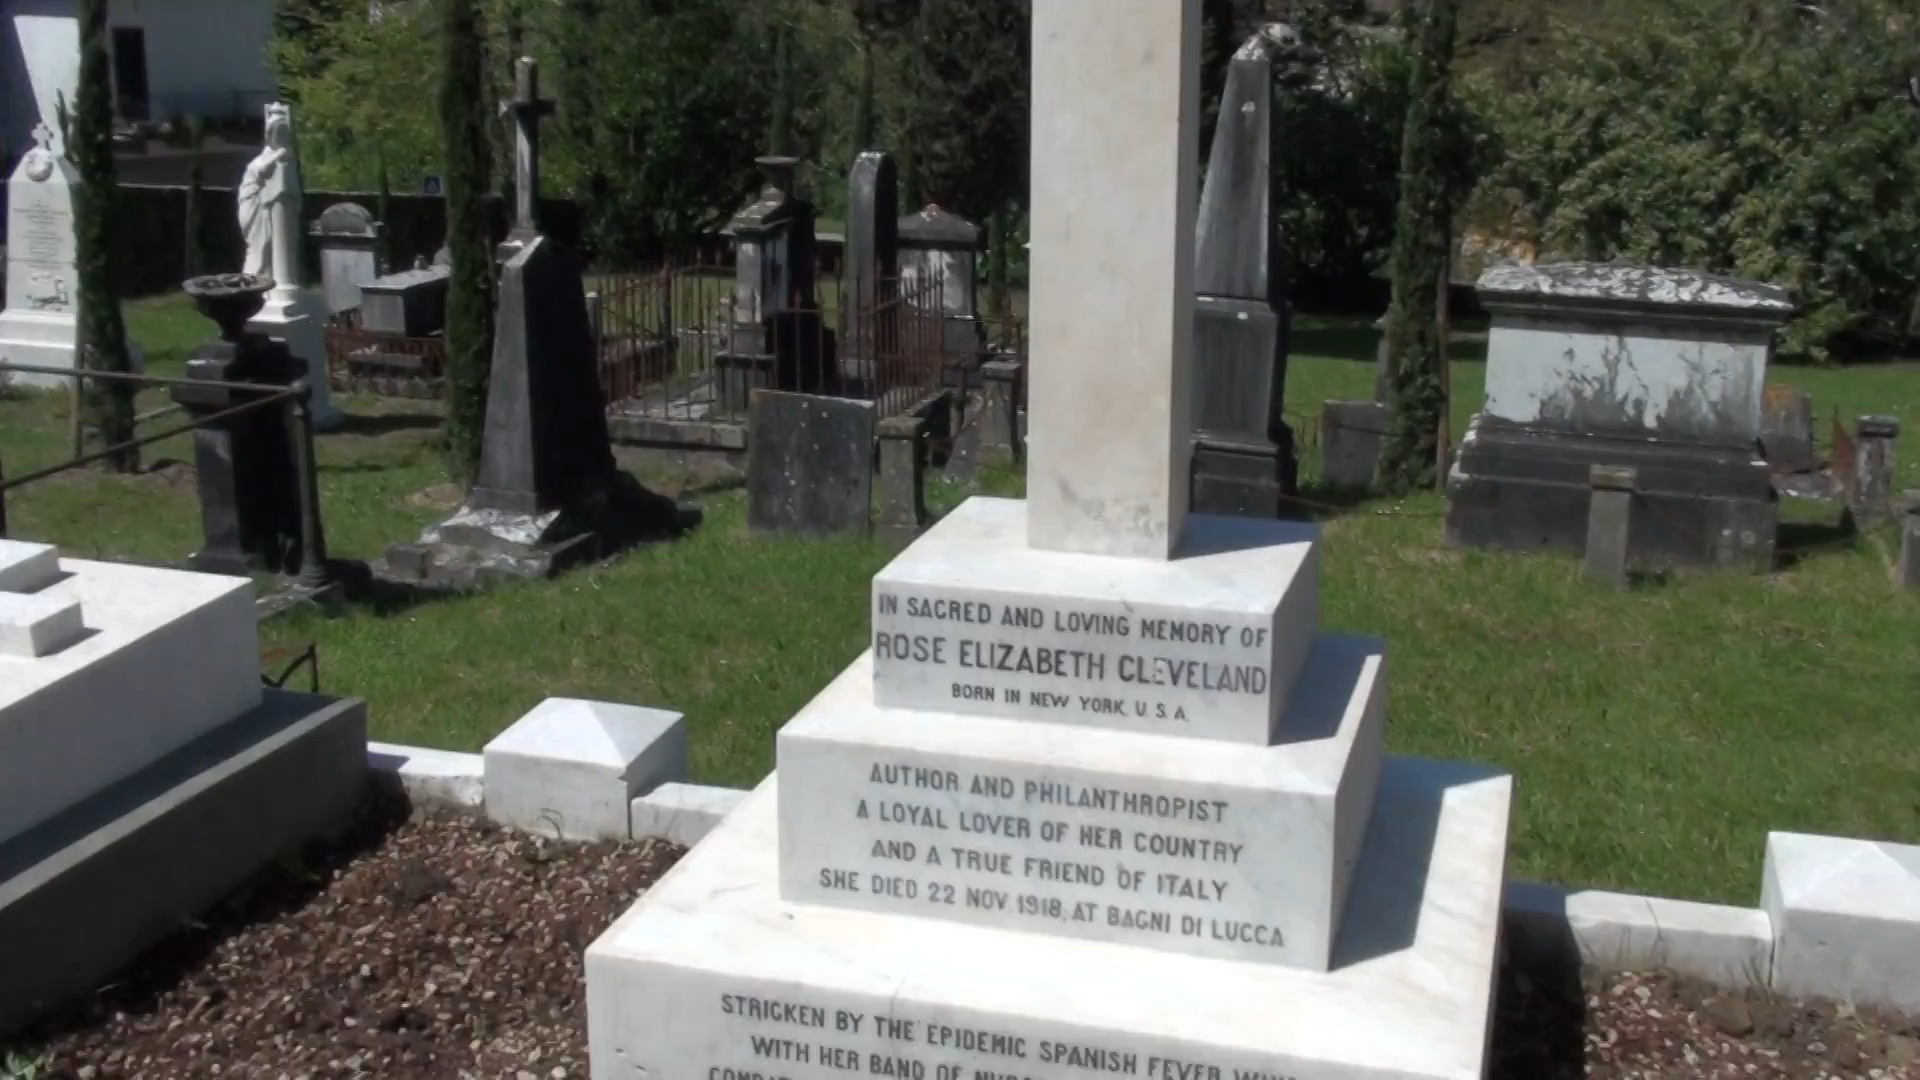 IN SACRED AND LOVING MEMORY OF
ROSE ELIZABETH CLEVELAND
BORN IN NEW YORK. U. S. A.
AUTHOR AND PHILANTHROPIST
A LOYAL LOVER OF HER COUNTRY
AND A TRUE FRIEND OF ITALY
SHE DIED 22 NOV. 1918, AT BAGNI DI LUCCA
STRICKEN BY THE EPIDEMIC SPANISH FEVER
WITH HER BAND OF